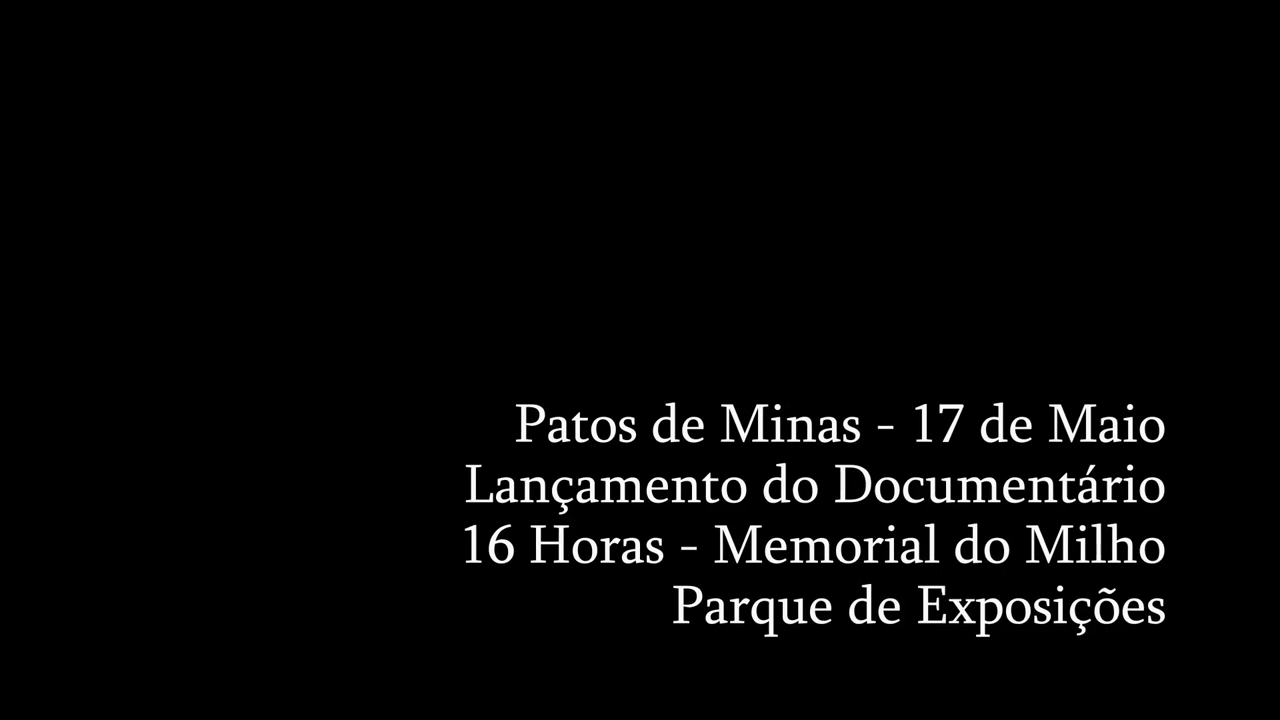 Patos de Minas - 17 de Maio
Lançamento do Documentário
16 Horas - Memorial do Milho
Parque de Exposições